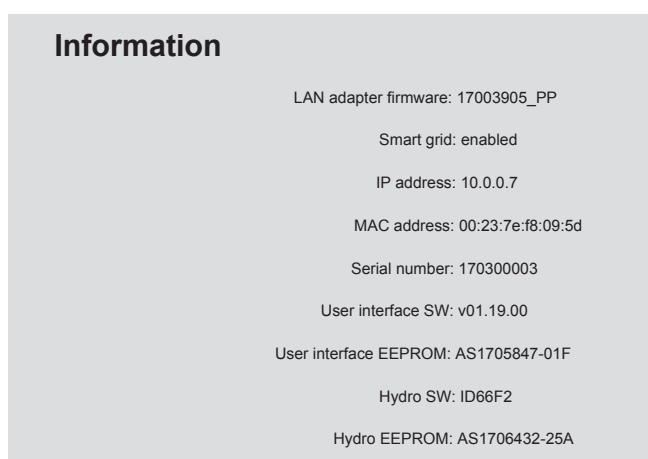 Information
LAN adapter firmware: 17003905_PP
Smart grid: enabled
IP address: 10.0.0.7
MAC address: 00:23:7e:f8:09:5d
Serial number: 170300003
User interface SW: v01.19.00
User interface EEPROM: AS1705847-01F
Hydro SW: ID66F2
Hydro EEPROM: AS1706432-25A